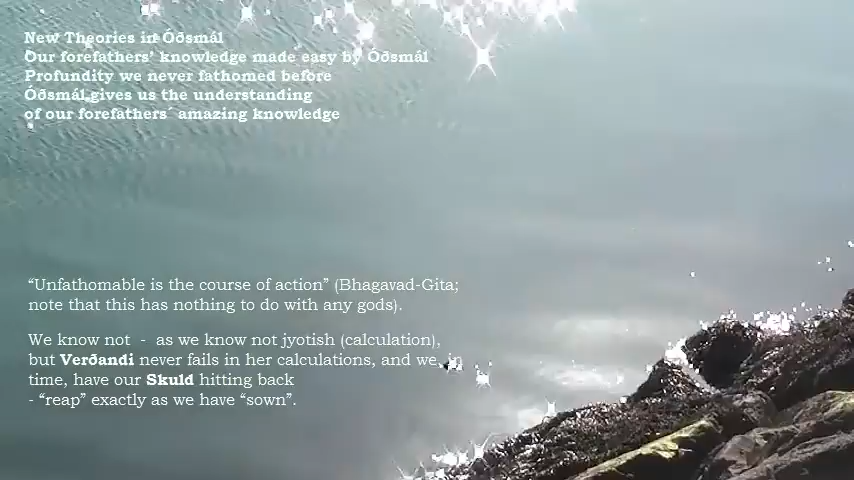 New Theories in Óðsmál
Our forefathers' knowledge made easy by Óðsmál
Profundity we never fathomed before
Óðsmál gives us the understanding
of our forefathers´ amazing knowledge
“Unfathomable is the course of action” (Bhagavad-Gita;
note that this has nothing to do with any gods).
We know not - as we know not jyotish (calculation),
but Verðandi never fails in her calculations, and we, in
time, have our Skuld hitting back
- “reap” exactly as we have “sown”.